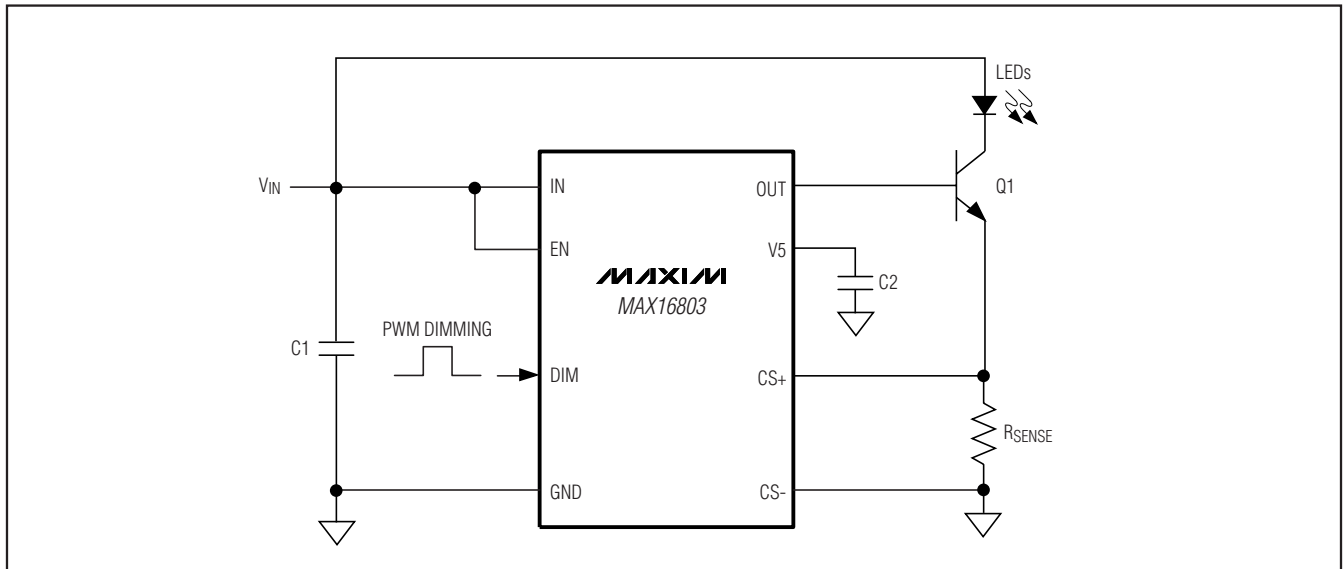 LEDs
VIN
IN
OUT
Q1
EN
V5
MAXIM
MAX16803
C2
PWM DIMMING
C1
DIM
CS+
RSENSE
GND
CS-